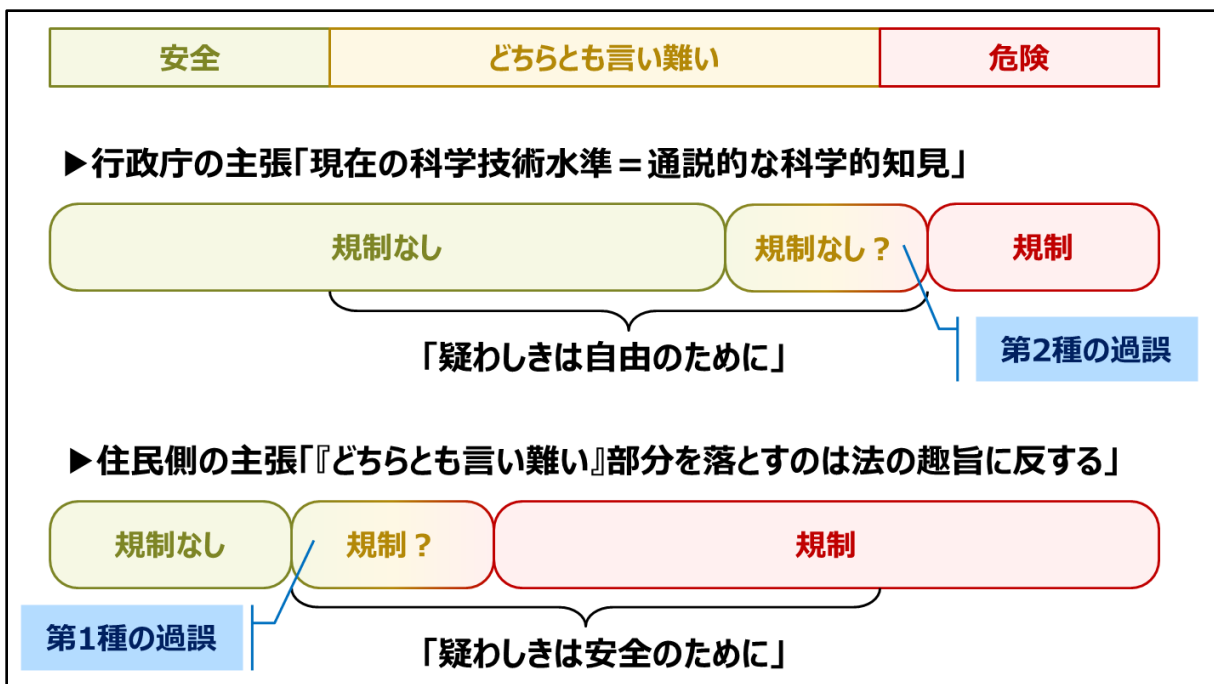 安全
どちらとも言い難い
危険
▶行政庁の主張「現在の科学技術水準＝通説的な科学的知見」
規制なし
規制なし？
規制
「疑わしきは自由のために」
第2種の過誤
▶住民側の主張「『どちらとも言い難い』部分を落とすのは法の趣旨に反する」
規制なし
規制？
規制
第1種の過誤
「疑わしきは安全のために」